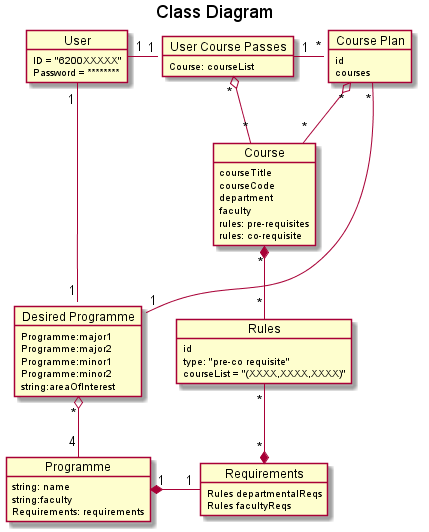 Class Diagram
User
ID = "6200XXXXX"
Password = ********
1 1
User Course Passes
Course: courseList
1 *
Course Plan
id
courses
1
*
*
*
*
*
Course
courseTitle
courseCode
department
faculty
rules: pre-requisites
rules: co-requisite
*
*
1
1
Desired Programme
Programme:major1
Programme:major2
Programme:minor1
Programme:minor2
string:areaOfInterest
Rules
id
type: "pre-co requisite"
courseList = "(XXXX,XXXX,XXXX)"
*
4
*
*
Programme
string: name
string:faculty
Requirements: requirements
1 1
Requirements
Rules departmentalReqs
Rules facultyReqs